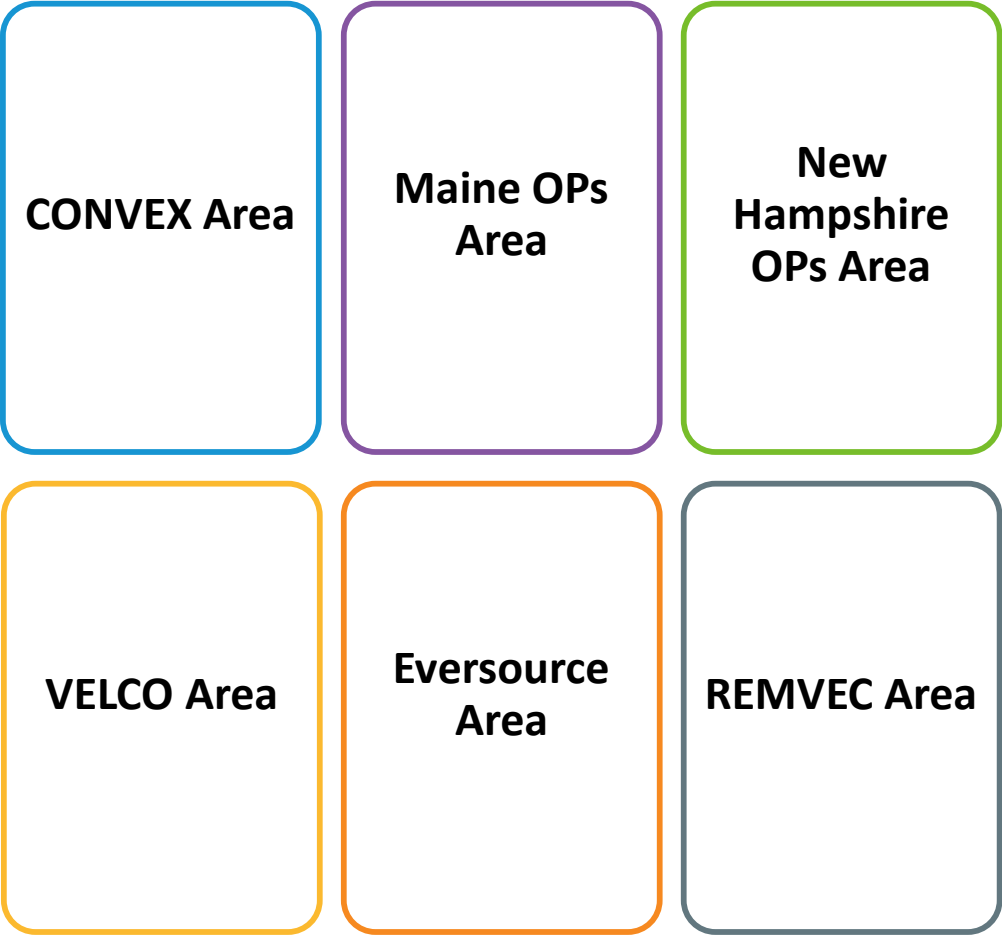 CONVEX Area
Maine OPs
Area
New
Hampshire
OPs Area
VELCO Area
Eversource
Area
REMVEC Area